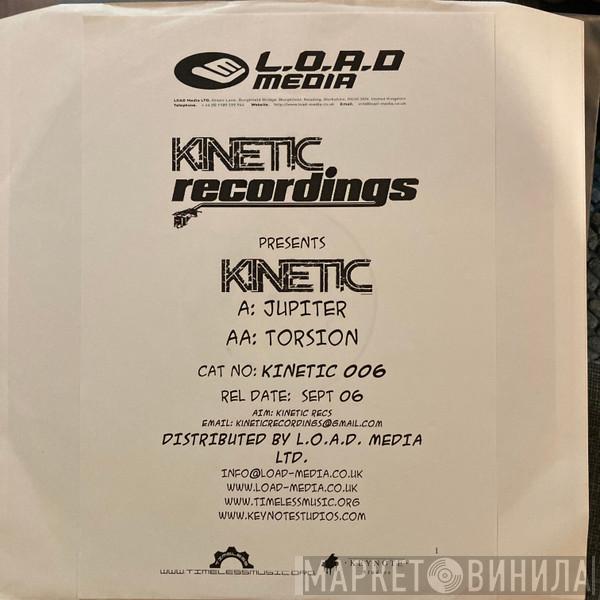 L.O.A.D
MEDIA
KINETIC
recordings
PRESENTS
KINETIC
A: JUPITER
AA: TORSION
CAT NO: KINETIC 006
REL DATE: SEPT 06
AIM: KINETIC RECS
EMAIL: KINETICRECORDINGS@GMAIL.COM
DISTRIBUTED BY L.O.A.D. MEDIA
LTD.
INFO@LOAD-MEDIA.CO.UK
WWW.LOAD-MEDIA.CO.UK
WWW.TIMELESSMUSIC.ORG
WWW.KEYNOTESTUDIOS.COM
1
WWW.TIMELESSMUSIC.ORG
·KEYNOTE·
МАРКЕТ ВИНИЛА